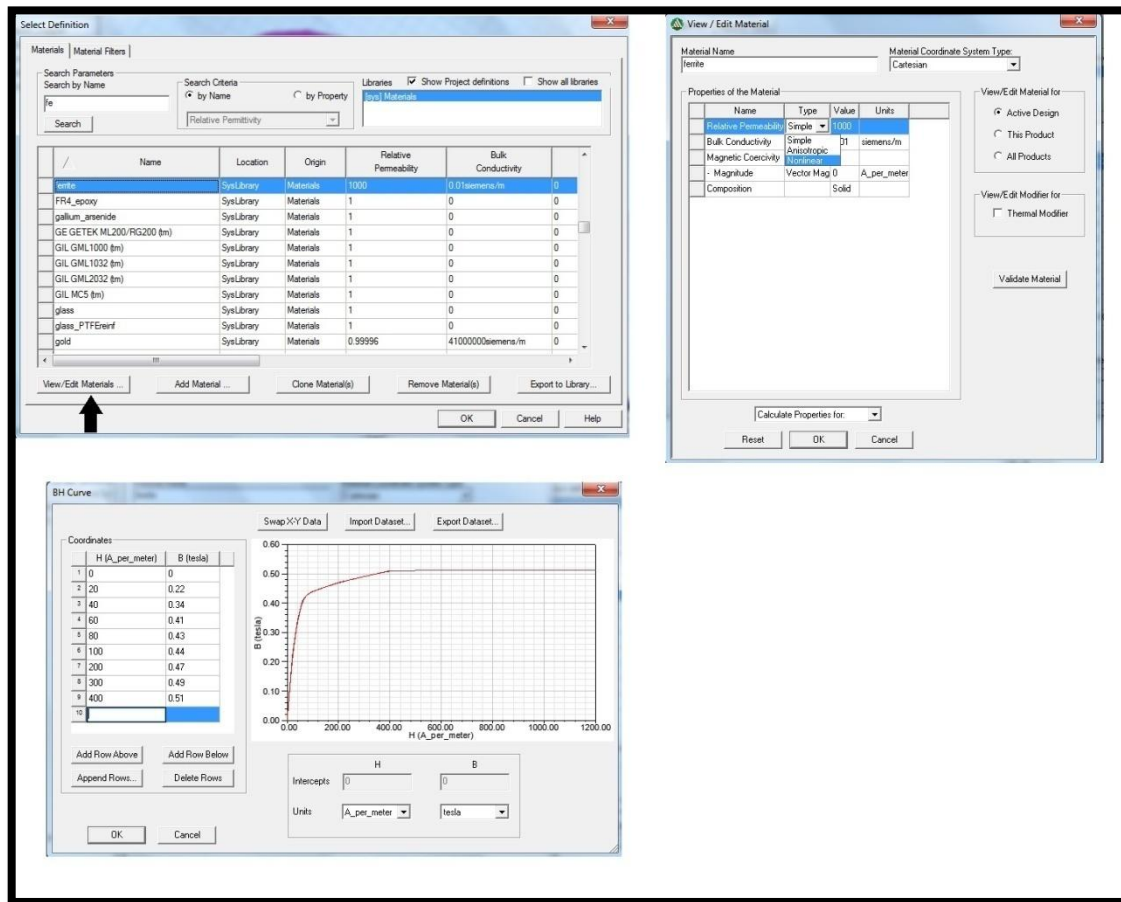 Select Definition
Materials Material Filters
Search Parameters
Search by Name
fe
Search
Search Criteria
by Name by Property
Relative Permittivity
Libraries Show Project definitions Show all libraries
[sys] Materials
/ Name Location Origin Relative Permeability Bulk Conductivity
ferrite SysLibrary Materials 1000 0.01siemens/m 0
FR4_epoxy SysLibrary Materials 1 0 0
gallium_arsenide SysLibrary Materials 1 0 0
GE GETEK ML200/RG200 (tm) SysLibrary Materials 1 0 0
GIL GML1000 (tm) SysLibrary Materials 1 0 0
GIL GML1032 (tm) SysLibrary Materials 1 0 0
GIL GML2032 (tm) SysLibrary Materials 1 0 0
GIL MC5 (tm) SysLibrary Materials 1 0 0
glass SysLibrary Materials 1 0 0
glass_PTFEreinf SysLibrary Materials 1 0 0
gold SysLibrary Materials 0.99996 41000000siemens/m 0
View/Edit Materials ... Add Material ... Clone Material(s) Remove Material(s) Export to Library...
OK Cancel Help
View / Edit Material
Material Name
ferrite
Material Coordinate System Type:
Cartesian
Properties of the Material
Name Type Value Units
Relative Permeability Simple 1000
Bulk Conductivity Simple 01 siemens/m
Magnetic Coercivity Anisotropic
Nonlinear
- Magnitude Vector Mag 0 A_per_meter
Composition Solid
View/Edit Material for
Active Design
This Product
All Products
View/Edit Modifier for
Thermal Modifier
Validate Material
Calculate Properties for:
Reset OK Cancel
BH Curve
Swap X-Y Data Import Dataset... Export Dataset...
Coordinates
H (A_per_meter) B (tesla)
1 0 0
2 20 0.22
3 40 0.34
4 60 0.41
5 80 0.43
6 100 0.44
7 200 0.47
8 300 0.49
9 400 0.51
10
Add Row Above Add Row Below
Append Rows... Delete Rows
OK Cancel
B (tesla)
0.60
0.50
0.40
0.30
0.20
0.10
0.00
0.00 200.00 400.00 600.00 800.00 1000.00 1200.00
H (A_per_meter)
H B
Intercepts 0 0
Units A_per_meter tesla